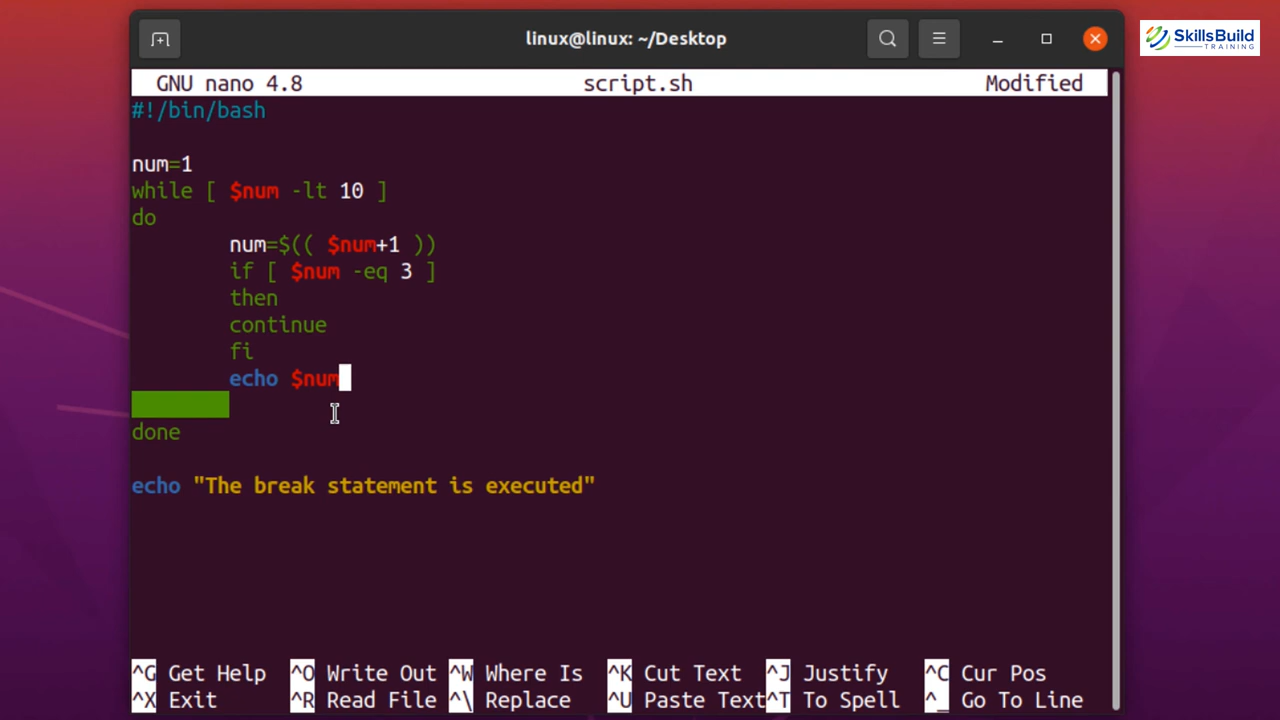 linux@linux: ~/Desktop
SkillsBuild
TRAINING
GNU nano 4.8 script.sh Modified
#!/bin/bash
num=1
while [ $num -lt 10 ]
do
num=$(( $num+1 ))
if [ $num -eq 3 ]
then
continue
fi
echo $num
done
echo "The break statement is executed"
^G Get Help ^O Write Out ^W Where Is ^K Cut Text ^J Justify ^C Cur Pos
^X Exit ^R Read File ^\ Replace ^U Paste Text ^T To Spell ^_ Go To Line